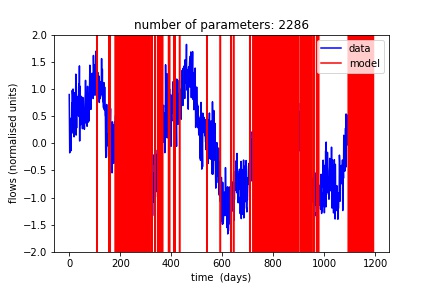 number of parameters: 2286
2.0
1.5
1.0
0.5
0.0
−0.5
−1.0
−1.5
−2.0
flows (normalised units)
data
model
0 200 400 600 800 1000 1200
time (days)